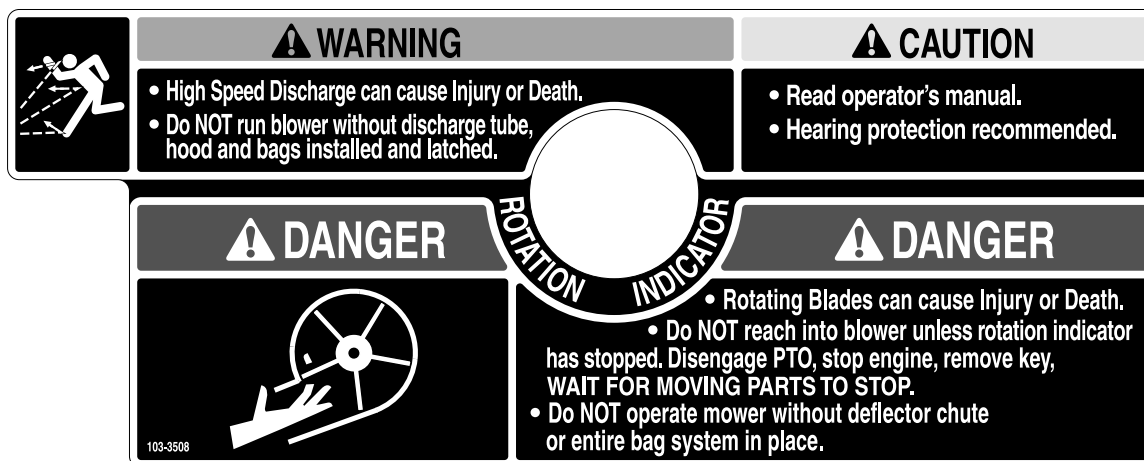 WARNING
• High Speed Discharge can cause Injury or Death.
• Do NOT run blower without discharge tube,
hood and bags installed and latched.
CAUTION
• Read operator's manual.
• Hearing protection recommended.
ROTATION INDICATOR
DANGER
103-3508
DANGER
• Rotating Blades can cause Injury or Death.
• Do NOT reach into blower unless rotation indicator
has stopped. Disengage PTO, stop engine, remove key,
WAIT FOR MOVING PARTS TO STOP.
• Do NOT operate mower without deflector chute
or entire bag system in place.